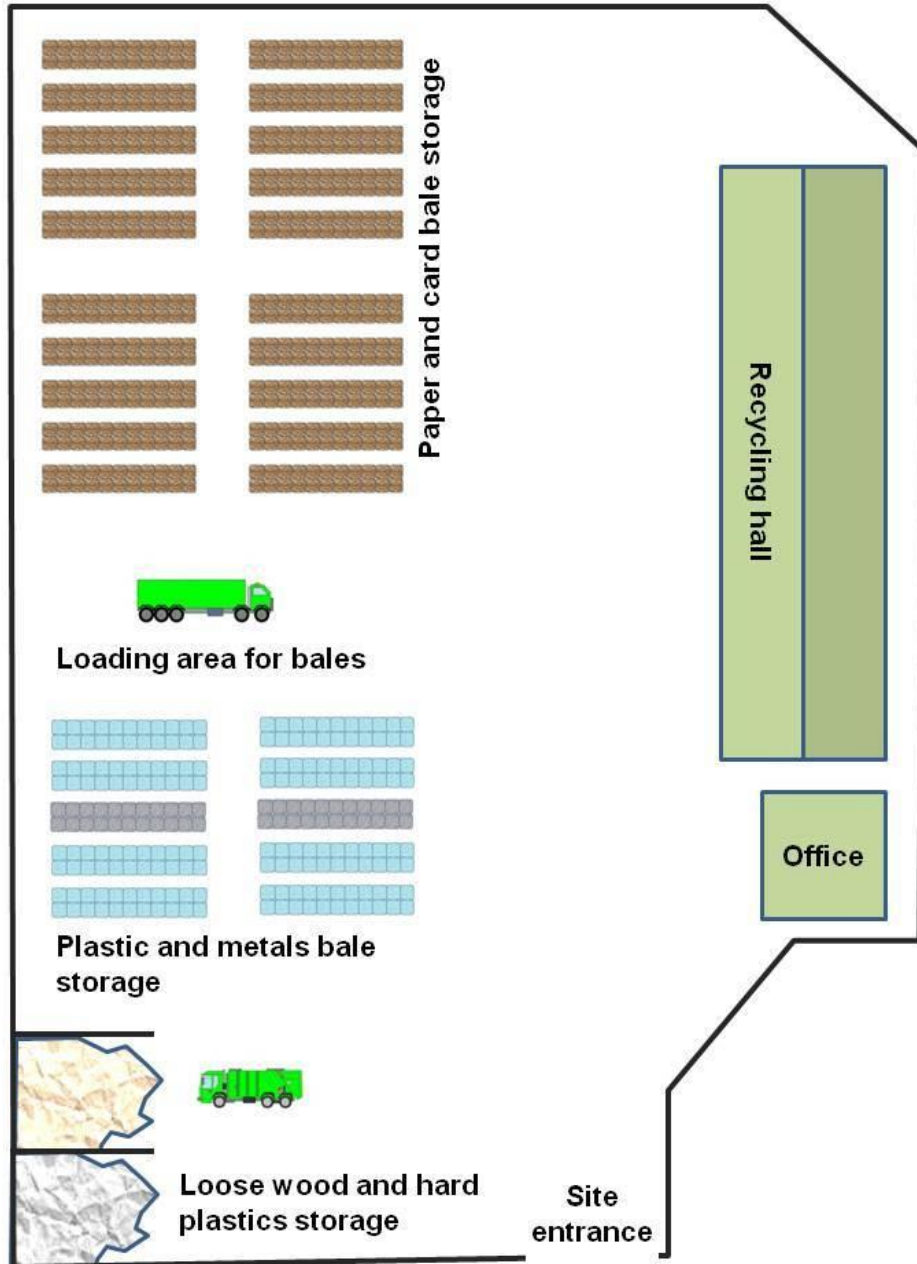 Paper and card bale storage
Recycling hall
Loading area for bales
Office
Plastic and metals bale
storage
Loose wood and hard
plastics storage
Site
entrance